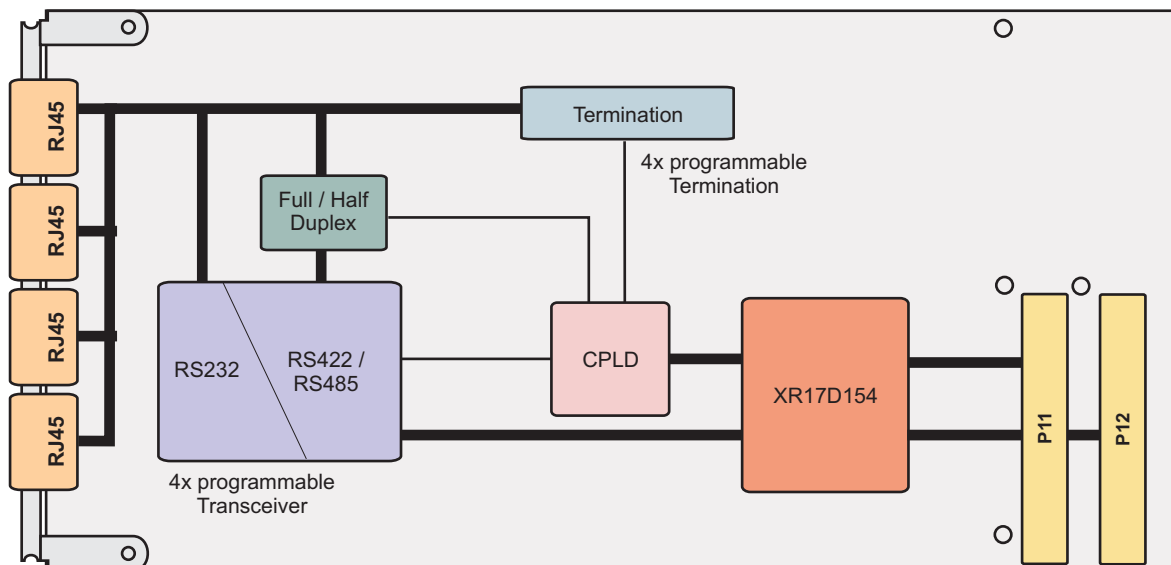 RJ45
Termination
4x programmable
Termination
RJ45
Full / Half
Duplex
RJ45
RS232
RS422 /
RS485
CPLD
XR17D154
P11
P12
RJ45
4x programmable
Transceiver